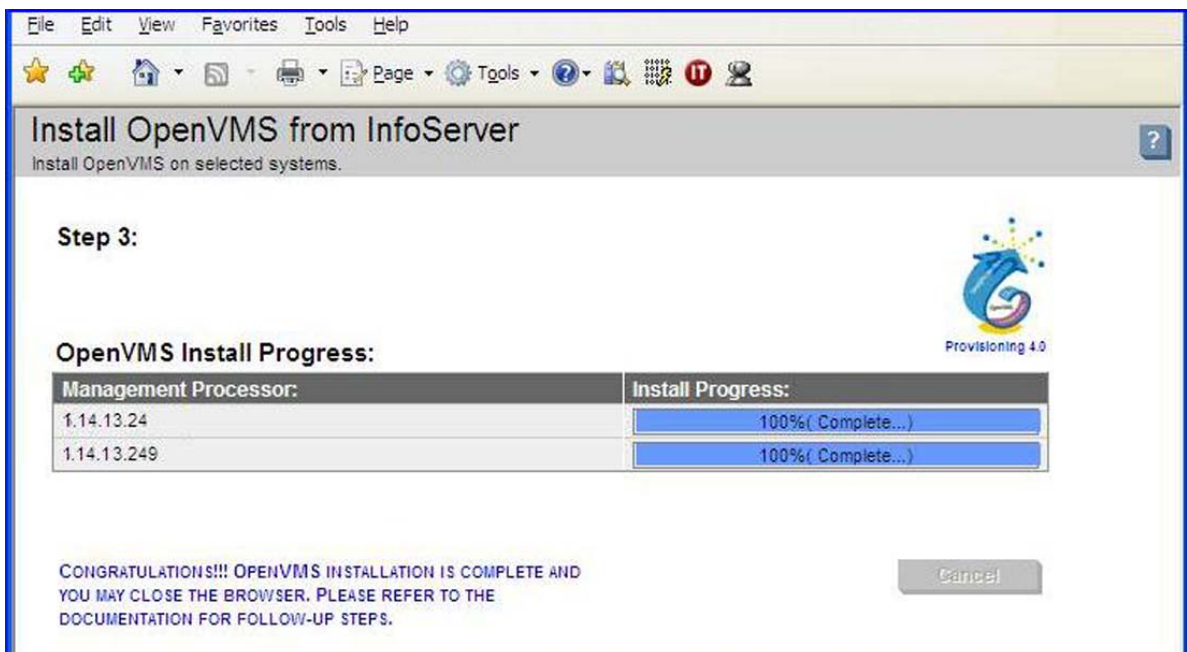 File Edit View Favorites Tools Help
Page Tools IT
Install OpenVMS from InfoServer
?
Install OpenVMS on selected systems.
Step 3:
Provisioning 4.0
OpenVMS Install Progress:
Management Processor: Install Progress:
1.14.13.24 100%( Complete...)
1.14.13.249 100%( Complete...)
CONGRATULATIONS!!! OPENVMS INSTALLATION IS COMPLETE AND
YOU MAY CLOSE THE BROWSER. PLEASE REFER TO THE
DOCUMENTATION FOR FOLLOW-UP STEPS.
Cancel